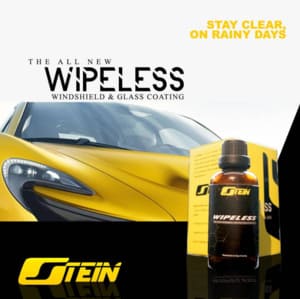 STAY CLEAR,
ON RAINY DAYS
THE ALL NEW
WIPELESS
WINDSHIELD & GLASS COATING
STEIN
WIPELESS
STEIN